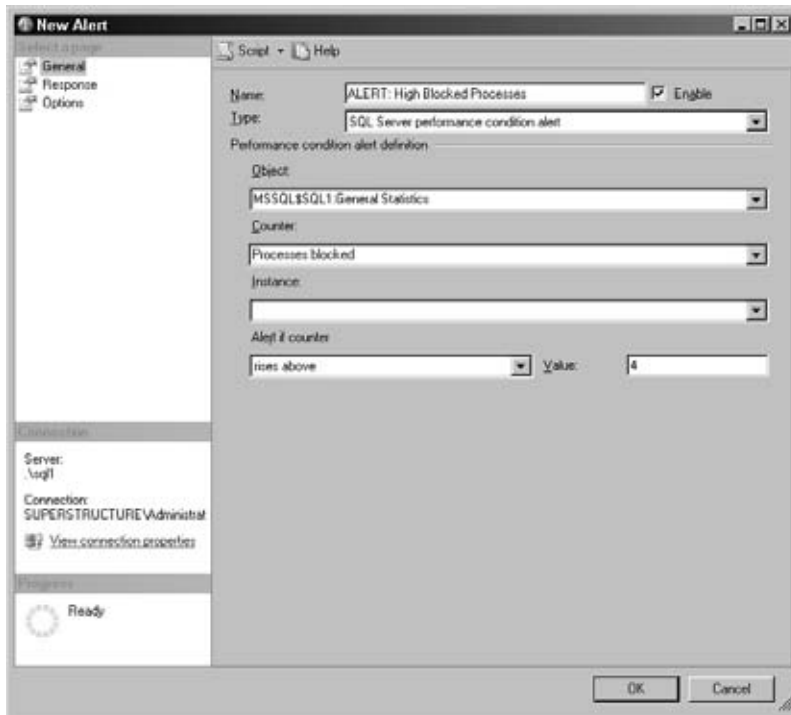 New Alert
Select a page
General
Response
Options
Script
Help
Name:
ALERT: High Blocked Processes
Enable
Type:
SQL Server performance condition alert
Performance condition alert definition
Object:
MSSQL$SQL1:General Statistics
Counter:
Processes blocked
Instance:
Alert if counter
rises above
Value:
4
Connection
Server:
.\sql1
Connection:
SUPERSTRUCTURE\Administrat
View connection properties
Progress
Ready
OK
Cancel